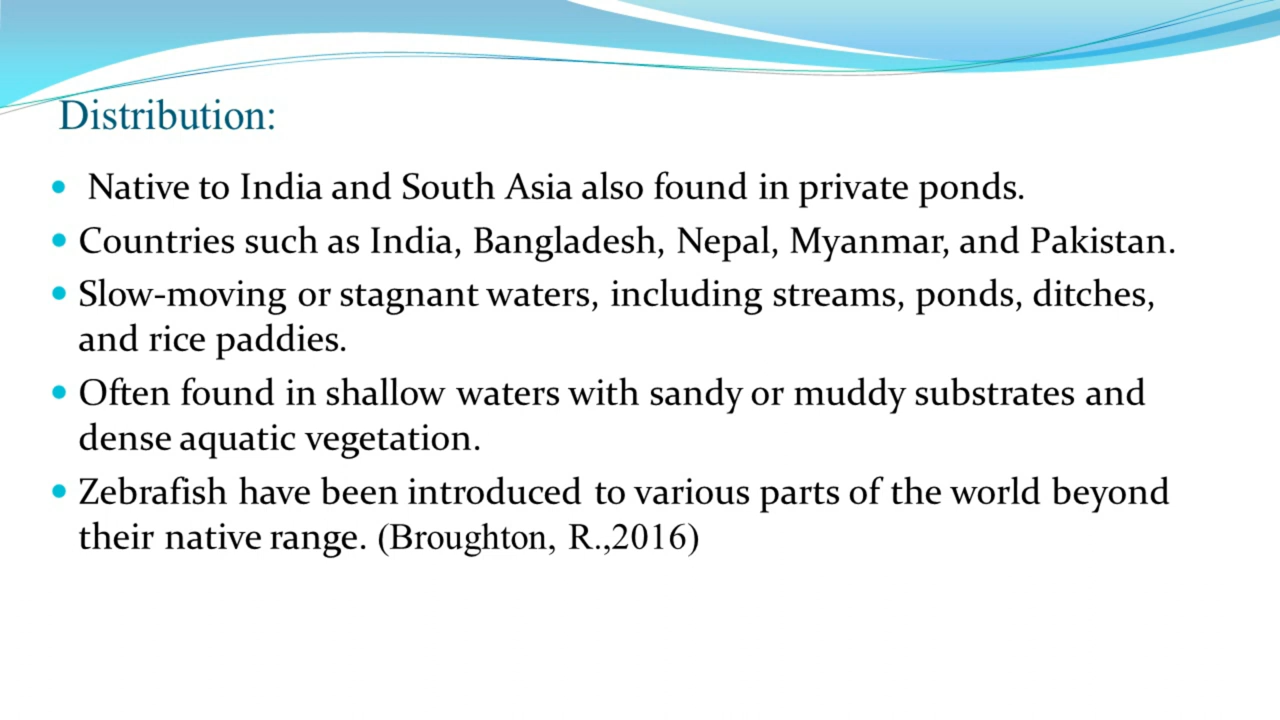 Distribution:
• Native to India and South Asia also found in private ponds.
• Countries such as India, Bangladesh, Nepal, Myanmar, and Pakistan.
• Slow-moving or stagnant waters, including streams, ponds, ditches,
and rice paddies.
• Often found in shallow waters with sandy or muddy substrates and
dense aquatic vegetation.
• Zebrafish have been introduced to various parts of the world beyond
their native range. (Broughton, R.,2016)